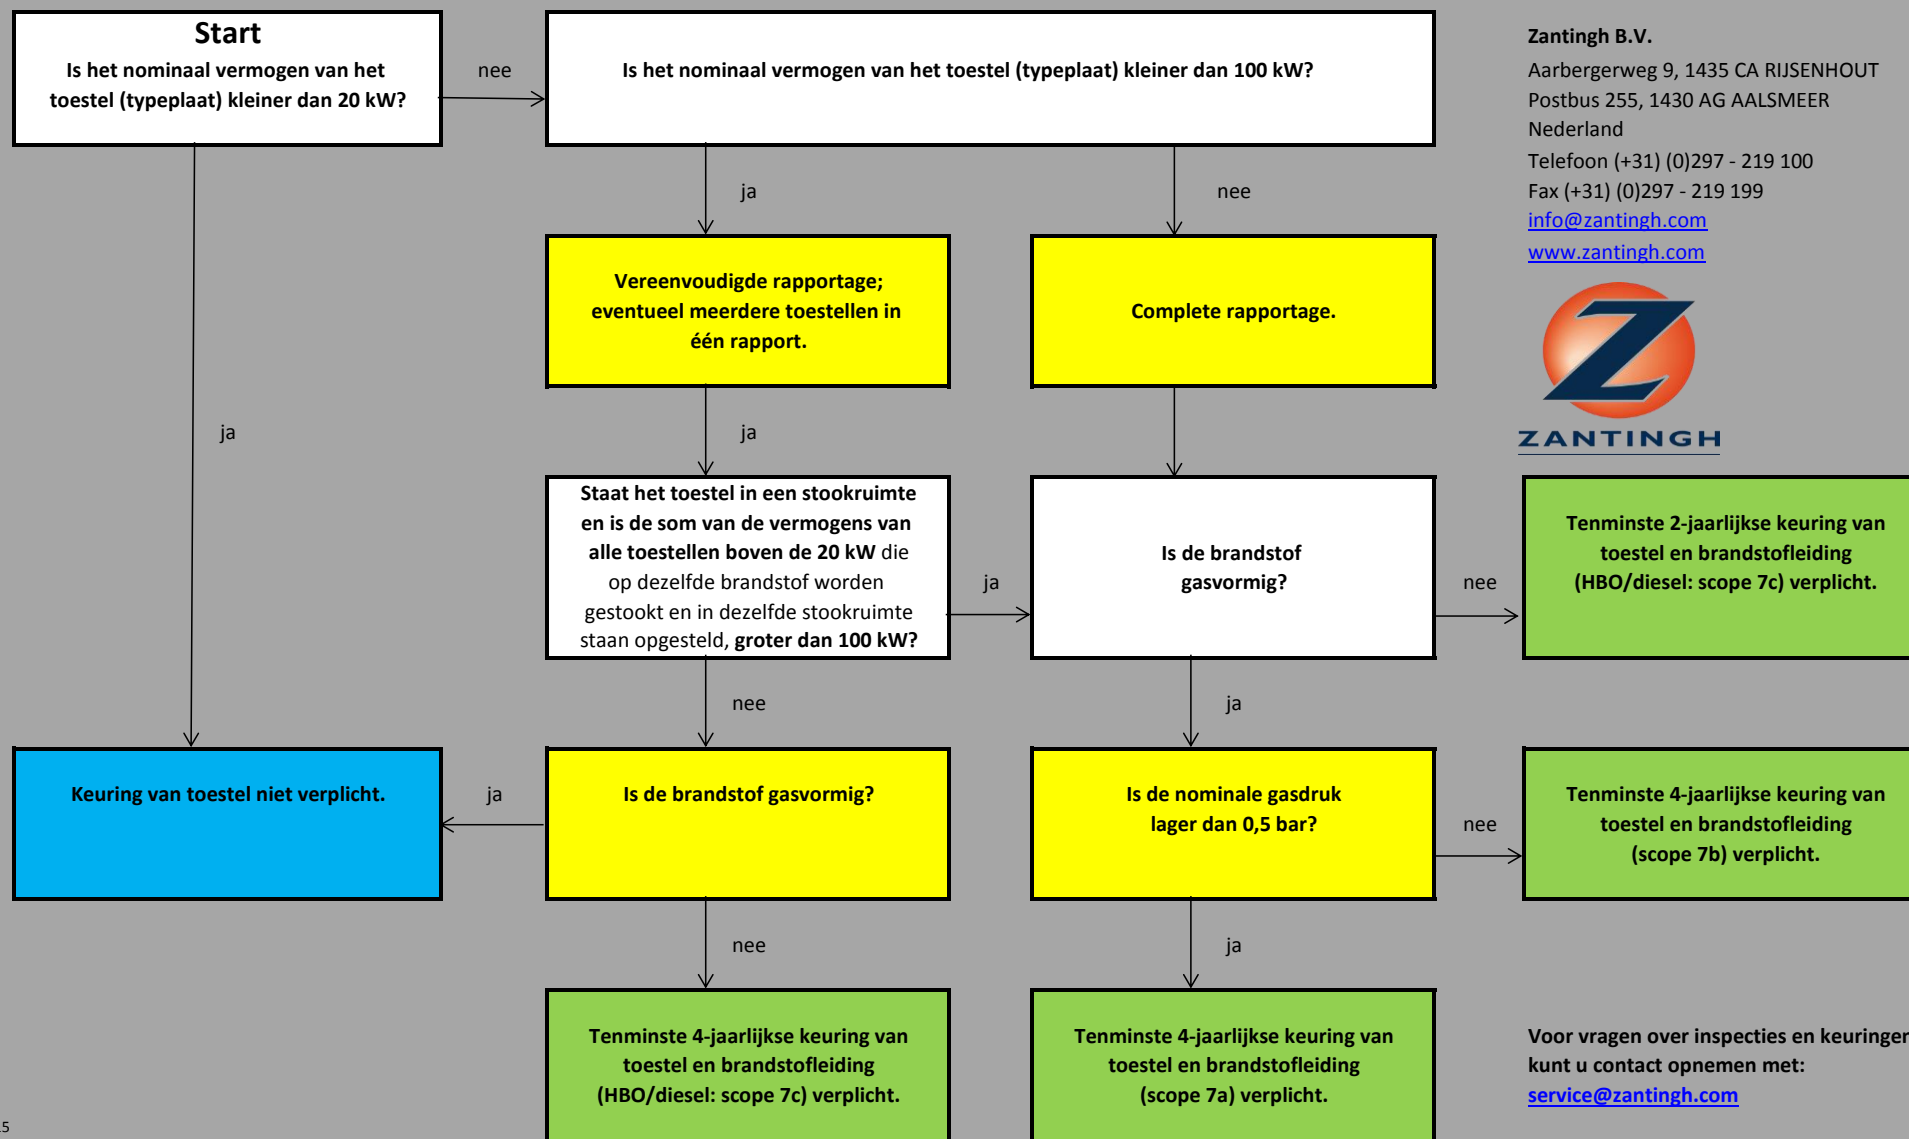 Start
Is het nominaal vermogen van het
toestel (typeplaat) kleiner dan 20 kW?
nee
Is het nominaal vermogen van het toestel (typeplaat) kleiner dan 100 kW?
Zantingh B.V.
Aarbergerweg 9, 1435 CA RIJSENHOUT
Postbus 255, 1430 AG AALSMEER
Nederland
Telefoon (+31) (0)297 - 219 100
Fax (+31) (0)297 - 219 199
info@zantingh.com
www.zantingh.com
ZANTINGH
ja
nee
Vereenvoudigde rapportage;
eventueel meerdere toestellen in
één rapport.
Complete rapportage.
ja
ja
Staat het toestel in een stookruimte
en is de som van de vermogens van
alle toestellen boven de 20 kW die
op dezelfde brandstof worden
gestookt en in dezelfde stookruimte
staan opgesteld, groter dan 100 kW?
ja
Is de brandstof
gasvormig?
nee
Tenminste 2-jaarlijkse keuring van
toestel en brandstofleiding
(HBO/diesel: scope 7c) verplicht.
nee
ja
Keuring van toestel niet verplicht.
ja
Is de brandstof gasvormig?
Is de nominale gasdruk
lager dan 0,5 bar?
nee
Tenminste 4-jaarlijkse keuring van
toestel en brandstofleiding
(scope 7b) verplicht.
nee
ja
Tenminste 4-jaarlijkse keuring van
toestel en brandstofleiding
(HBO/diesel: scope 7c) verplicht.
Tenminste 4-jaarlijkse keuring van
toestel en brandstofleiding
(scope 7a) verplicht.
Voor vragen over inspecties en keuringen
kunt u contact opnemen met:
service@zantingh.com